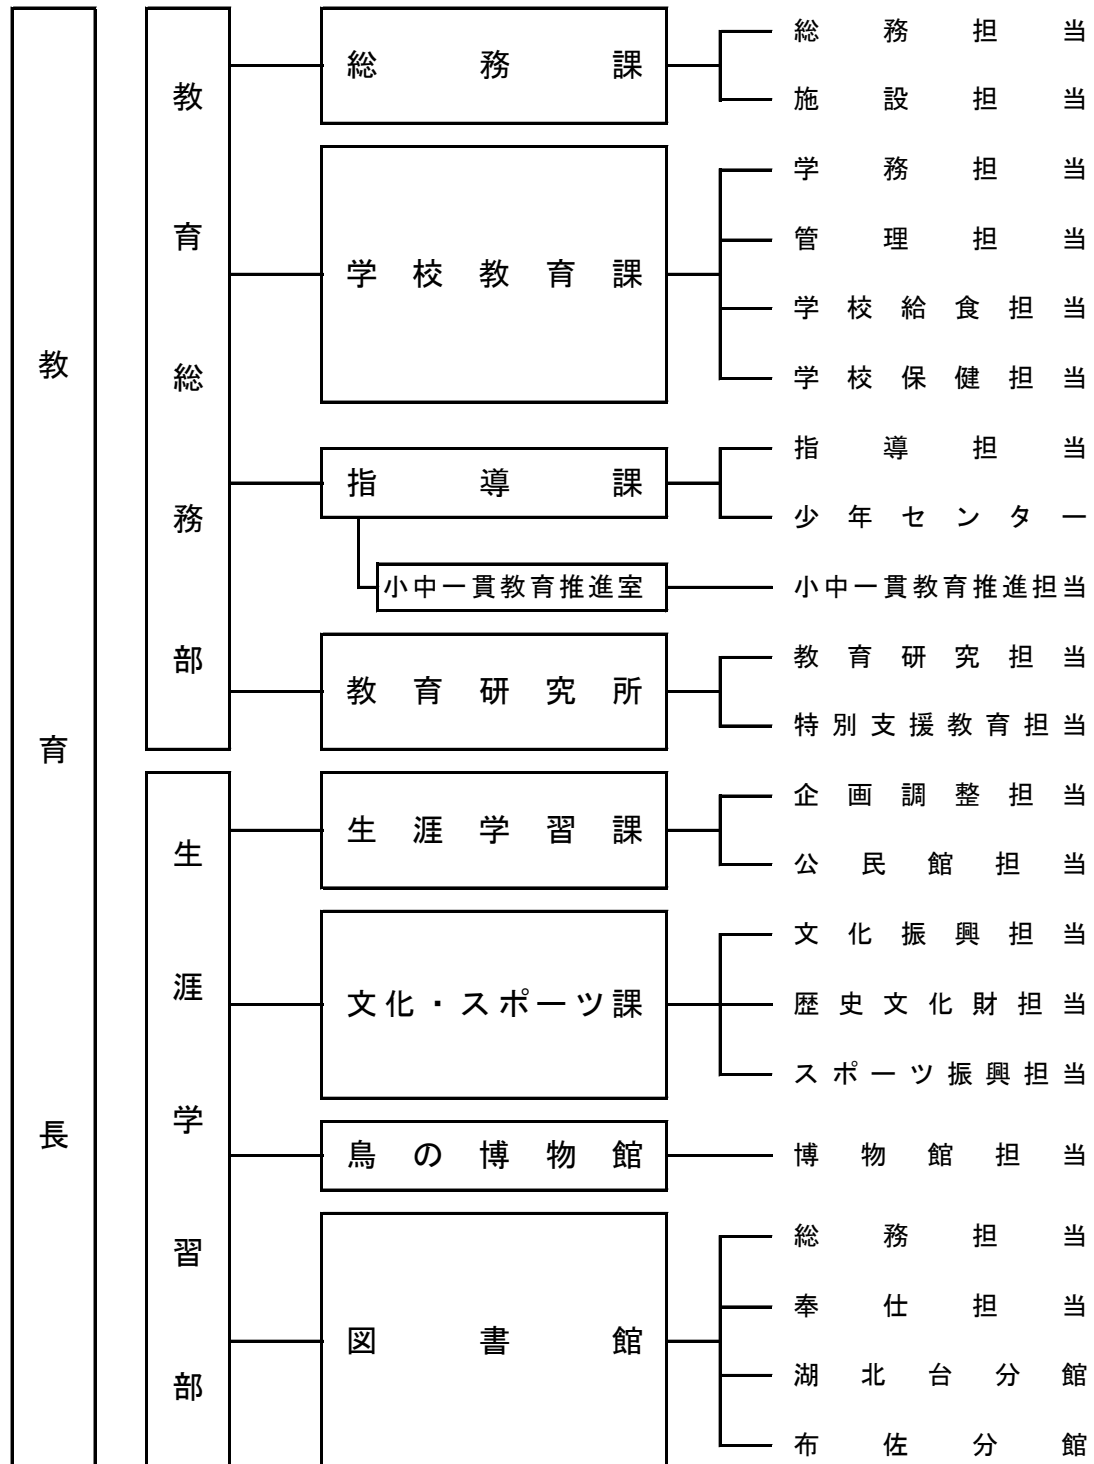 教育長
教育総務部
総務課
総務担当
施設担当
学校教育課
学務担当
管理担当
学校給食担当
学校保健担当
指導課
指導担当
少年センター
小中一貫教育推進室
小中一貫教育推進担当
教育研究所
教育研究担当
特別支援教育担当
生涯学習部
生涯学習課
企画調整担当
公民館担当
文化・スポーツ課
文化振興担当
歴史文化財担当
スポーツ振興担当
鳥の博物館
博物館担当
図書館
総務担当
奉仕担当
湖北台分館
布佐分館